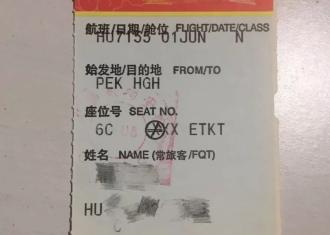 航班/日期/舱位 FLIGHT/DATE/CLASS
HU7155 01JUN N
始发地/目的地 FROM/TO
PEK HGH
座位号 SEAT NO.
6C XX ETKT
姓名 NAME (常旅客/FQT)
HU